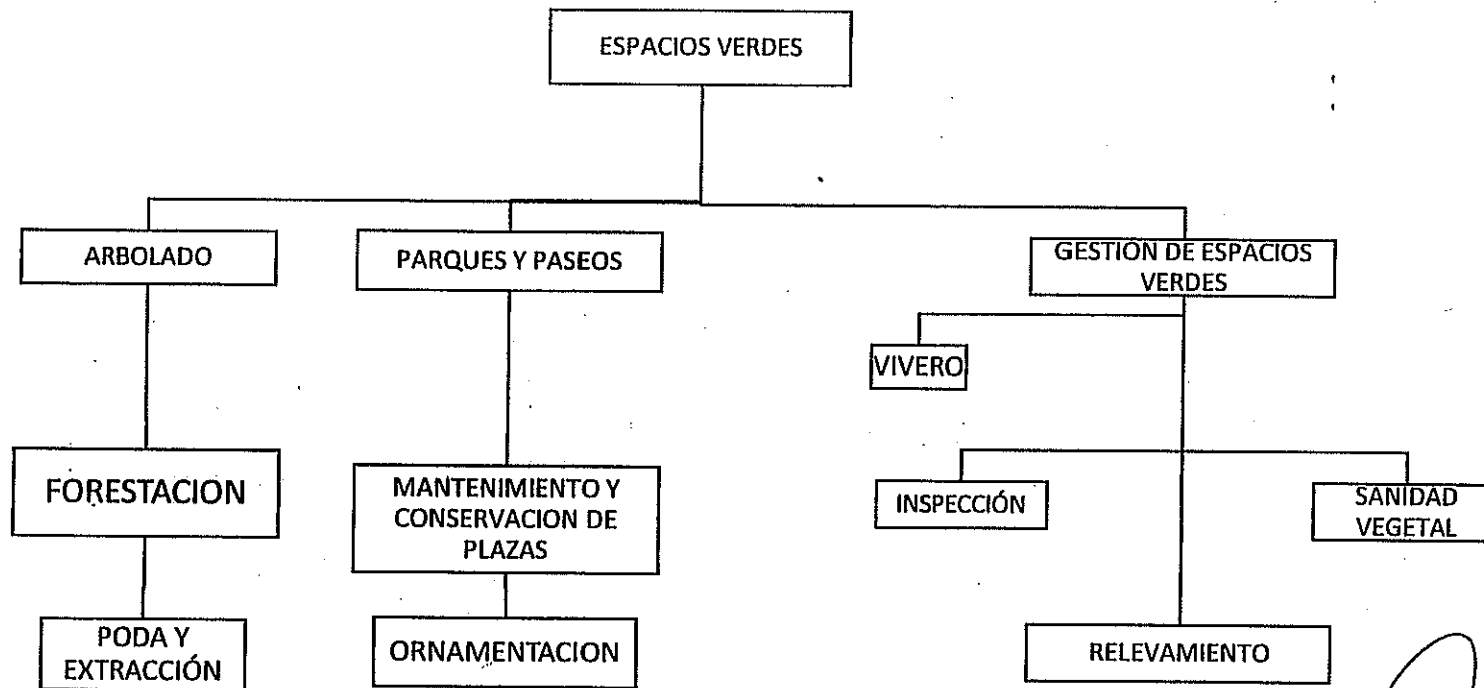 ESPACIOS VERDES
ARBOLADO
PARQUES Y PASEOS
GESTIÓN DE ESPACIOS
VERDES
VIVERO
FORESTACION
MANTENIMIENTO Y
CONSERVACION DE
PLAZAS
INSPECCIÓN
SANIDAD
VEGETAL
PODA Y
EXTRACCIÓN
ORNAMENTACION
RELEVAMIENTO